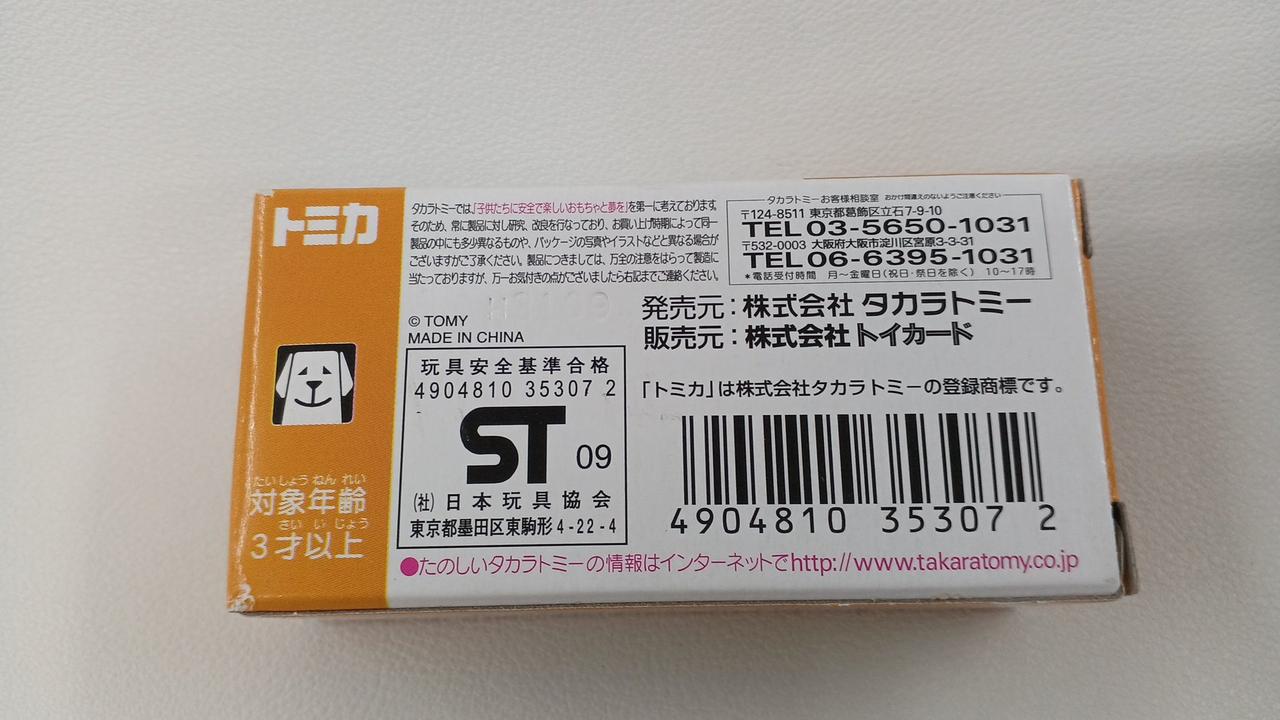 トミカ
たいしょうねんれい
対象年齢
さいいじょう
3才以上
タカラトミーでは、「子供たちに安全で楽しいおもちゃと夢を」を第一に考えております。
そのため、常に製品に対し研究、改良を行なっており、お買い上げ時期によって同一
製品の中にも多少異なるものや、パッケージの写真やイラストなどと異なる場合が
ございますがご了承ください。製品につきましては、万全の注意をはらって製造に
当たっておりますが、万一お気付きの点がございましたら右記までご連絡ください。
タカラトミーお客様相談室 おかけ間違えのないようご注意ください
〒124-8511 東京都葛飾区立石7-9-10
TEL03-5650-1031
〒532-0003 大阪府大阪市淀川区宮原3-3-31
TEL06-6395-1031
*電話受付時間 月〜金曜日(祝日・祭日を除く) 10〜17時
© TOMY
MADE IN CHINA
発売元:株式会社 タカラトミー
販売元:株式会社トイカード
玩具安全基準合格
4904810 35307 2
ST 09
(社)日本玩具協会
東京都墨田区東駒形4-22-4
「トミカ」は株式会社タカラトミーの登録商標です。
4904810 35307 2
●たのしいタカラトミーの情報はインターネットでhttp://www.takaratomy.co.jp